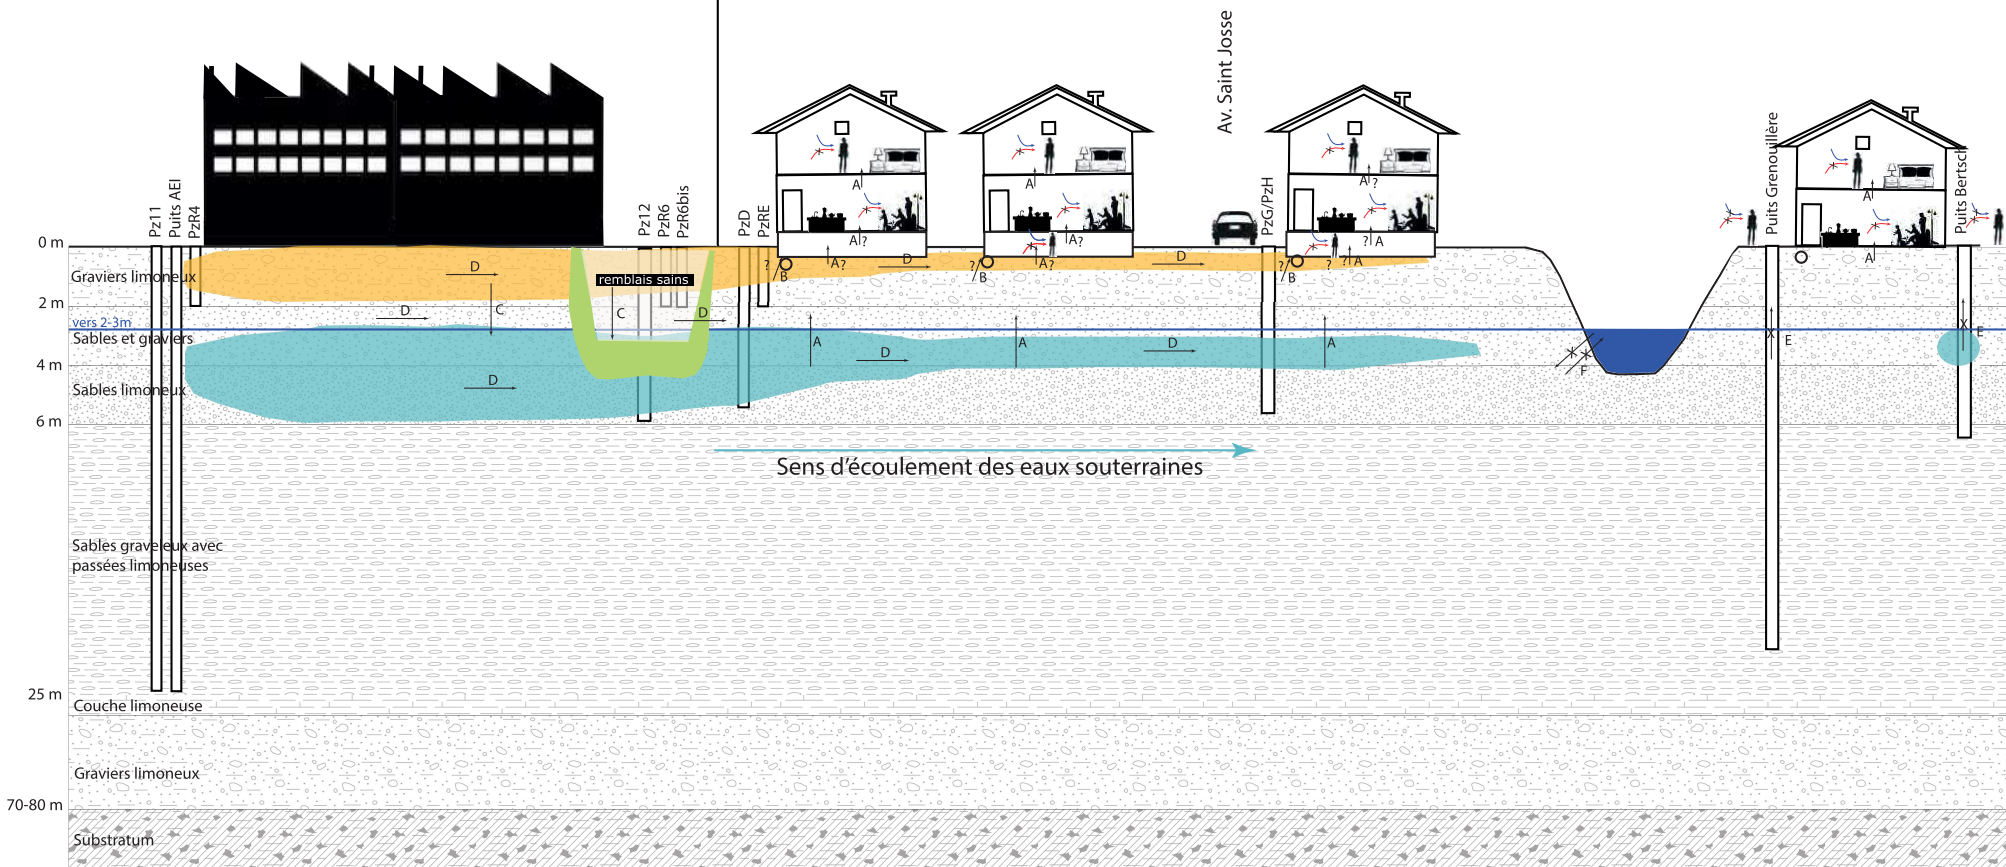 Av. Saint Josse
Pz11
Puits AEI
PzR4
Pz12
PzR6
PzR6bis
PzD
PzRE
PzG/PzH
Puits Grenouillère
Puits Bertsch
A
A
A ?
A
A ?
A ?
? A
0 m
Graviers limoneux
D
remblais sains
? / B
A ?
D
? / B
A ?
D
? / B
? ? A
A
2 m
D
C
C
D
vers 2-3m
Sables et graviers
A
D
A
D
A
F
X
E
X
E
4 m
Sables limoneux
D
6 m
Sens d’écoulement des eaux souterraines
Sables graveleux avec
passées limoneuses
25 m
Couche limoneuse
Graviers limoneux
70-80 m
Substratum